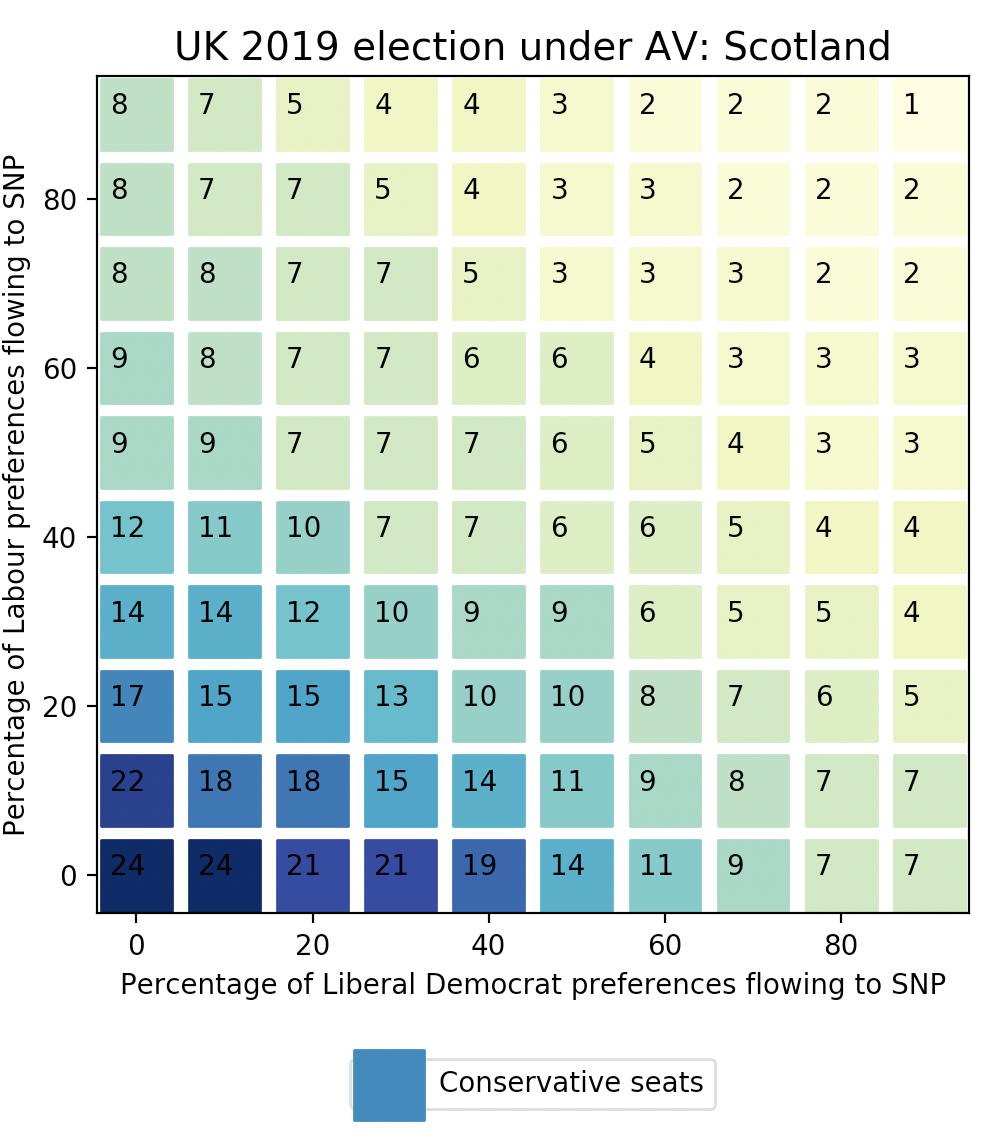 UK 2019 election under AV: Scotland
Percentage of Labour preferences flowing to SNP
8 7 5 4 4 3 2 2 2 1
80 8 7 7 5 4 3 3 2 2 2
8 8 7 7 5 3 3 3 2 2
60 9 8 7 7 6 6 4 3 3 3
9 9 7 7 7 6 5 4 3 3
40 12 11 10 7 7 6 6 5 4 4
14 14 12 10 9 9 6 5 5 4
20 17 15 15 13 10 10 8 7 6 5
22 18 18 15 14 11 9 8 7 7
0 24 24 21 21 19 14 11 9 7 7
0 20 40 60 80
Percentage of Liberal Democrat preferences flowing to SNP
Conservative seats